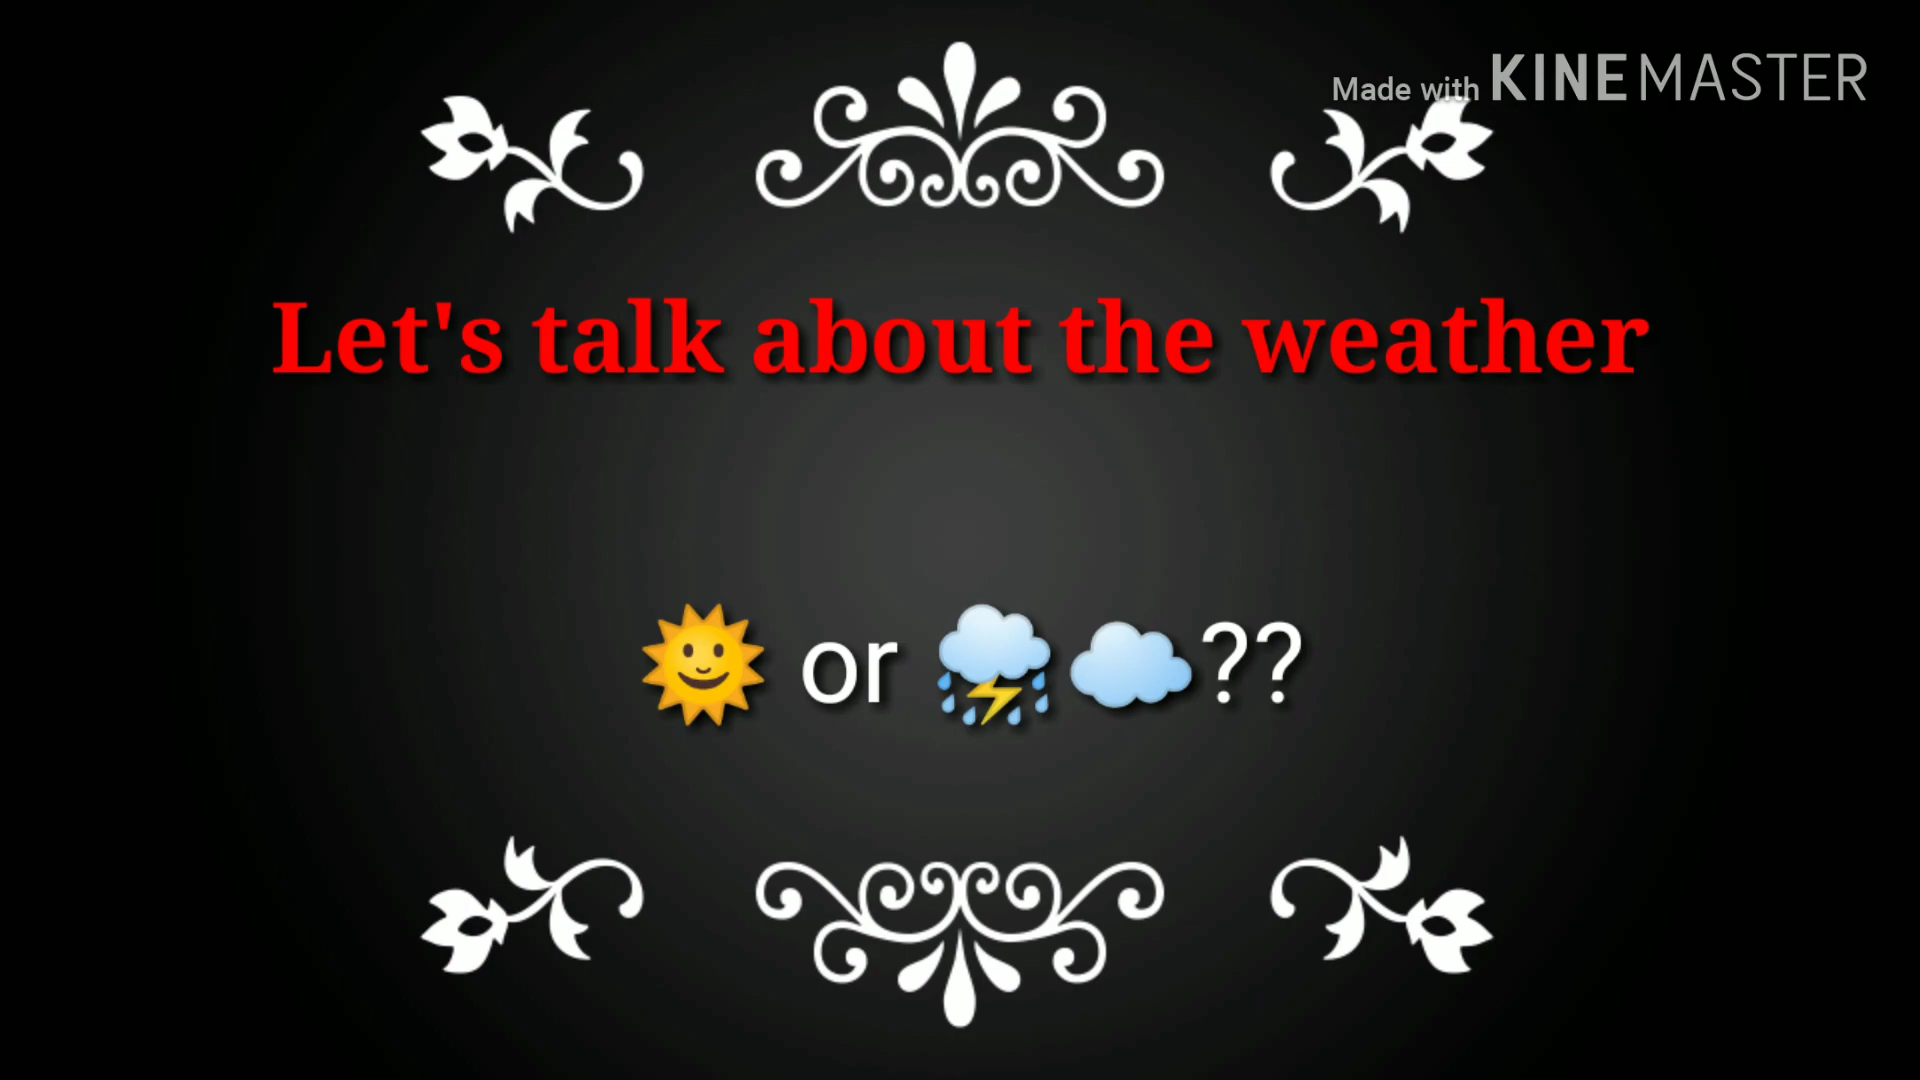 Made with KINEMASTER
Let's talk about the weather
🌞 or ⛈️☁️??